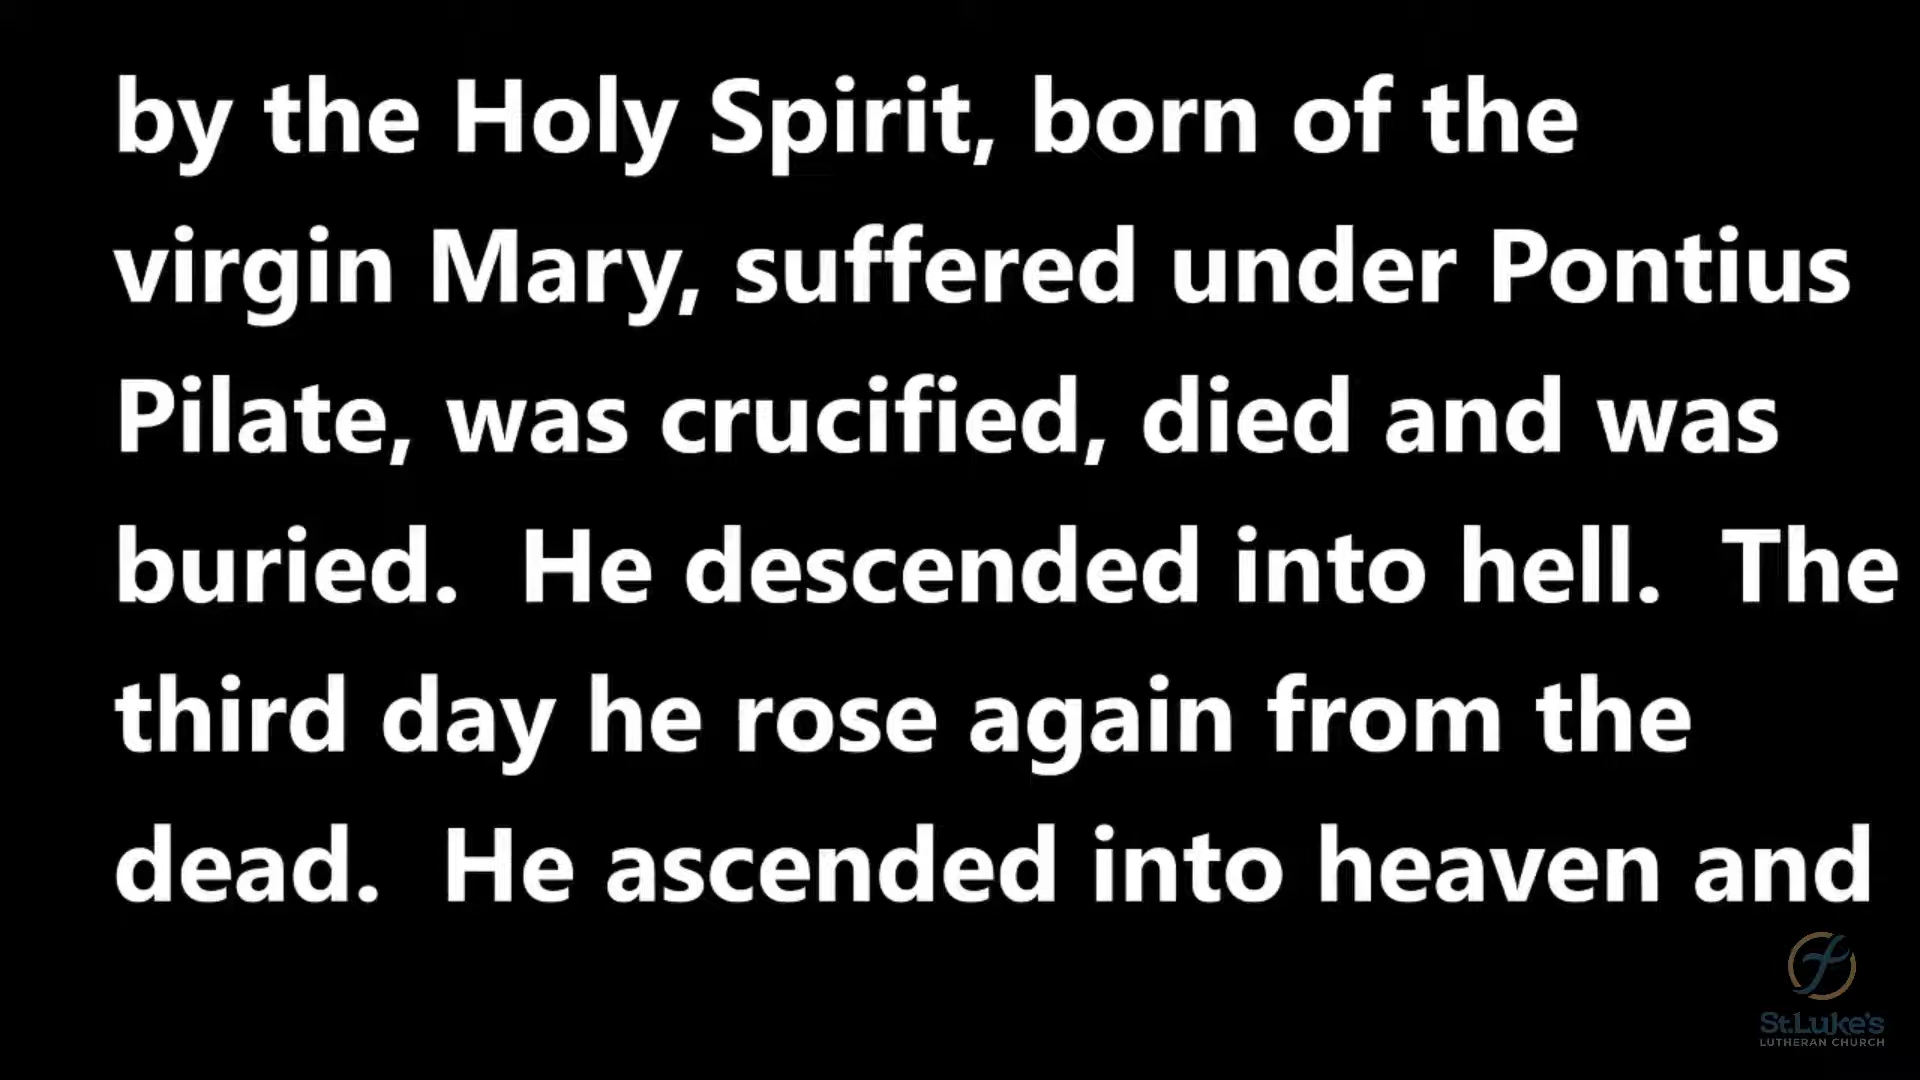 by the Holy Spirit, born of the
virgin Mary, suffered under Pontius
Pilate, was crucified, died and was
buried.  He descended into hell.  The
third day he rose again from the
dead.  He ascended into heaven and
St.Luke's
LUTHERAN CHURCH